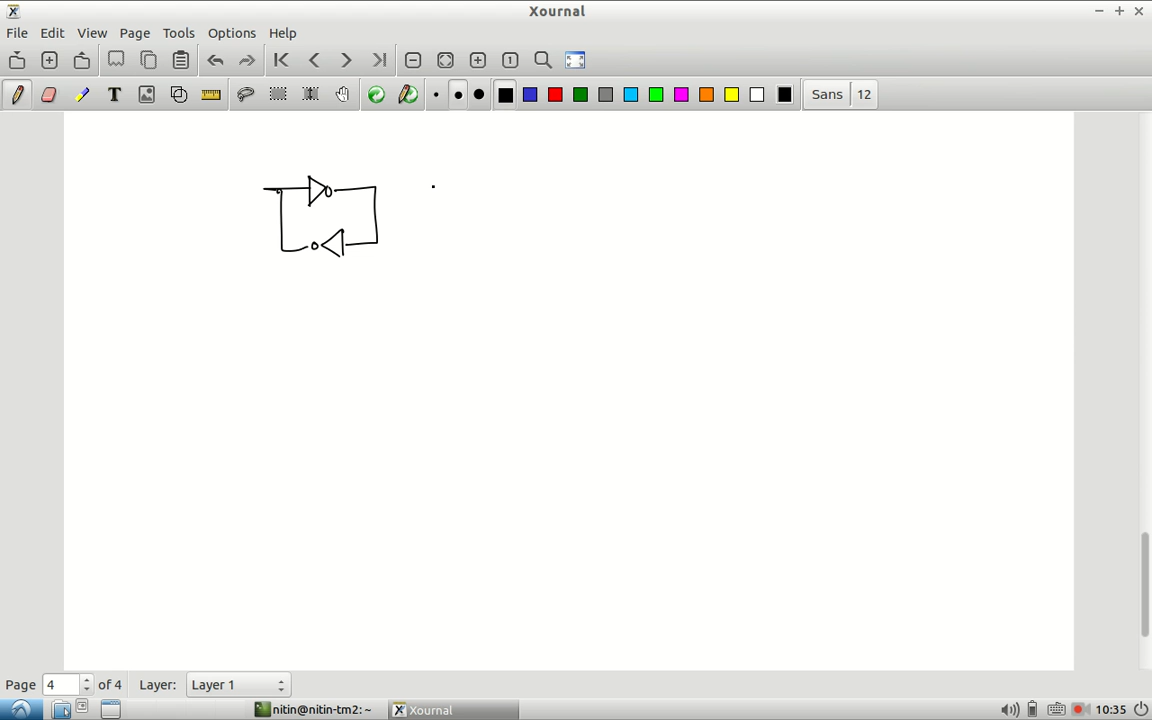 Xournal
File Edit View Page Tools Options Help
Sans 12
Page 4 of 4 Layer: Layer 1
nitin@nitin-tm2: ~ Xournal 10:35